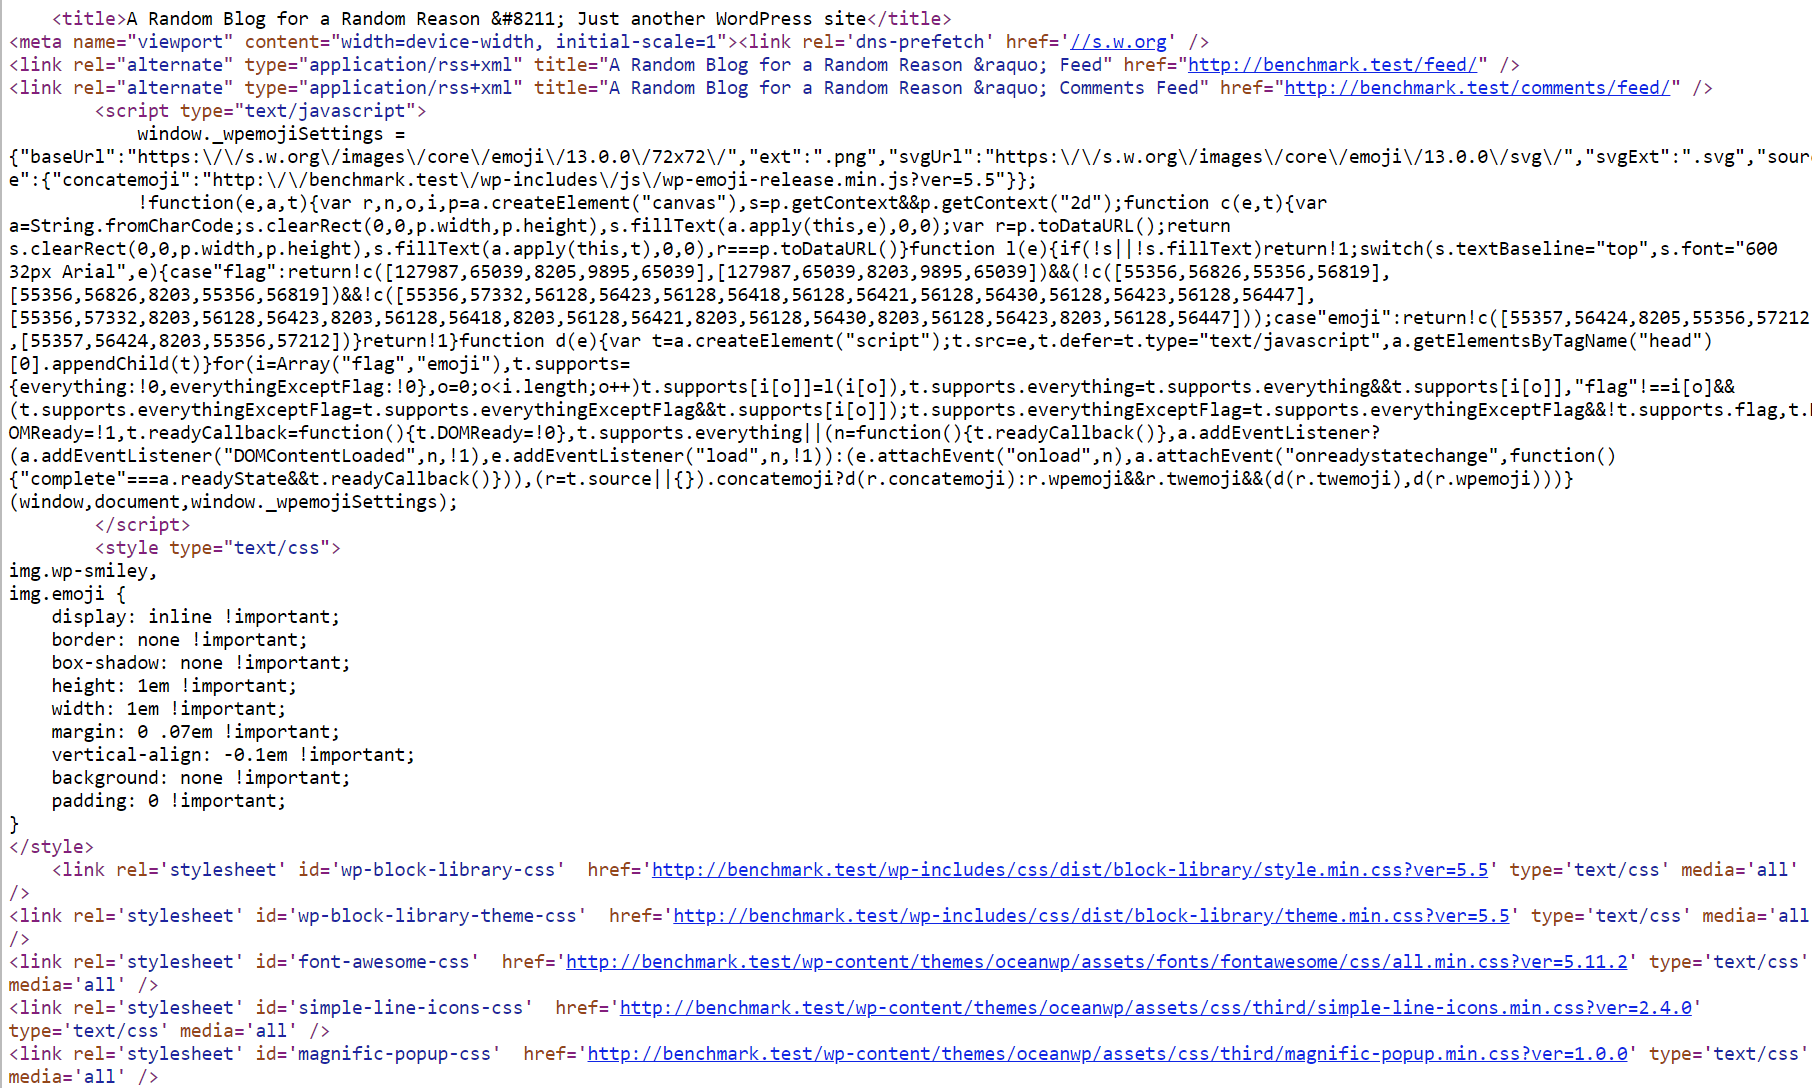 <title>A Random Blog for a Random Reason &#8211; Just another WordPress site</title>
<meta name="viewport" content="width=device-width, initial-scale=1"><link rel='dns-prefetch' href='//s.w.org' />
<link rel="alternate" type="application/rss+xml" title="A Random Blog for a Random Reason &raquo; Feed" href="http://benchmark.test/feed/" />
<link rel="alternate" type="application/rss+xml" title="A Random Blog for a Random Reason &raquo; Comments Feed" href="http://benchmark.test/comments/feed/" />
<script type="text/javascript">
window._wpemojiSettings =
{"baseUrl":"https:\/\/s.w.org\/images\/core\/emoji\/13.0.0\/72x72\/","ext":".png","svgUrl":"https:\/\/s.w.org\/images\/core\/emoji\/13.0.0\/svg\/","svgExt":".svg","sour
e":{"concatemoji":"http:\/\/benchmark.test\/wp-includes\/js\/wp-emoji-release.min.js?ver=5.5"}};
!function(e,a,t){var r,n,o,i,p=a.createElement("canvas"),s=p.getContext&&p.getContext("2d");function c(e,t){var
a=String.fromCharCode;s.clearRect(0,0,p.width,p.height),s.fillText(a.apply(this,e),0,0);var r=p.toDataURL();return
s.clearRect(0,0,p.width,p.height),s.fillText(a.apply(this,t),0,0),r===p.toDataURL()}function l(e){if(!s||!s.fillText)return!1;switch(s.textBaseline="top",s.font="600
32px Arial",e){case"flag":return!c([127987,65039,8205,9895,65039],[127987,65039,8203,9895,65039])&&(!c([55356,56826,55356,56819],
[55356,56826,8203,55356,56819])&&!c([55356,57332,56128,56423,56128,56418,56128,56421,56128,56430,56128,56423,56128,56447],
[55356,57332,8203,56128,56423,8203,56128,56418,8203,56128,56421,8203,56128,56430,8203,56128,56423,8203,56128,56447]));case"emoji":return!c([55357,56424,8205,55356,57212
,[55357,56424,8203,55356,57212])}return!1}function d(e){var t=a.createElement("script");t.src=e,t.defer=t.type="text/javascript",a.getElementsByTagName("head")
[0].appendChild(t)}for(i=Array("flag","emoji"),t.supports=
{everything:!0,everythingExceptFlag:!0},o=0;o<i.length;o++)t.supports[i[o]]=l(i[o]),t.supports.everything=t.supports.everything&&t.supports[i[o]],"flag"!==i[o]&&
(t.supports.everythingExceptFlag=t.supports.everythingExceptFlag&&t.supports[i[o]]);t.supports.everythingExceptFlag=t.supports.everythingExceptFlag&&!t.supports.flag,t.D
OMReady=!1,t.readyCallback=function(){t.DOMReady=!0},t.supports.everything||(n=function(){t.readyCallback()},a.addEventListener?
(a.addEventListener("DOMContentLoaded",n,!1),e.addEventListener("load",n,!1)):(e.attachEvent("onload",n),a.attachEvent("onreadystatechange",function()
{"complete"===a.readyState&&t.readyCallback()})),(r=t.source||{}).concatemoji?d(r.concatemoji):r.wpemoji&&r.twemoji&&(d(r.twemoji),d(r.wpemoji)))}
(window,document,window._wpemojiSettings);
</script>
<style type="text/css">
img.wp-smiley,
img.emoji {
display: inline !important;
border: none !important;
box-shadow: none !important;
height: 1em !important;
width: 1em !important;
margin: 0 .07em !important;
vertical-align: -0.1em !important;
background: none !important;
padding: 0 !important;
}
</style>
<link rel='stylesheet' id='wp-block-library-css'  href='http://benchmark.test/wp-includes/css/dist/block-library/style.min.css?ver=5.5' type='text/css' media='all'
/>
<link rel='stylesheet' id='wp-block-library-theme-css'  href='http://benchmark.test/wp-includes/css/dist/block-library/theme.min.css?ver=5.5' type='text/css' media='all
/>
<link rel='stylesheet' id='font-awesome-css'  href='http://benchmark.test/wp-content/themes/oceanwp/assets/fonts/fontawesome/css/all.min.css?ver=5.11.2' type='text/css'
media='all' />
<link rel='stylesheet' id='simple-line-icons-css'  href='http://benchmark.test/wp-content/themes/oceanwp/assets/css/third/simple-line-icons.min.css?ver=2.4.0'
type='text/css' media='all' />
<link rel='stylesheet' id='magnific-popup-css'  href='http://benchmark.test/wp-content/themes/oceanwp/assets/css/third/magnific-popup.min.css?ver=1.0.0' type='text/css'
media='all' />